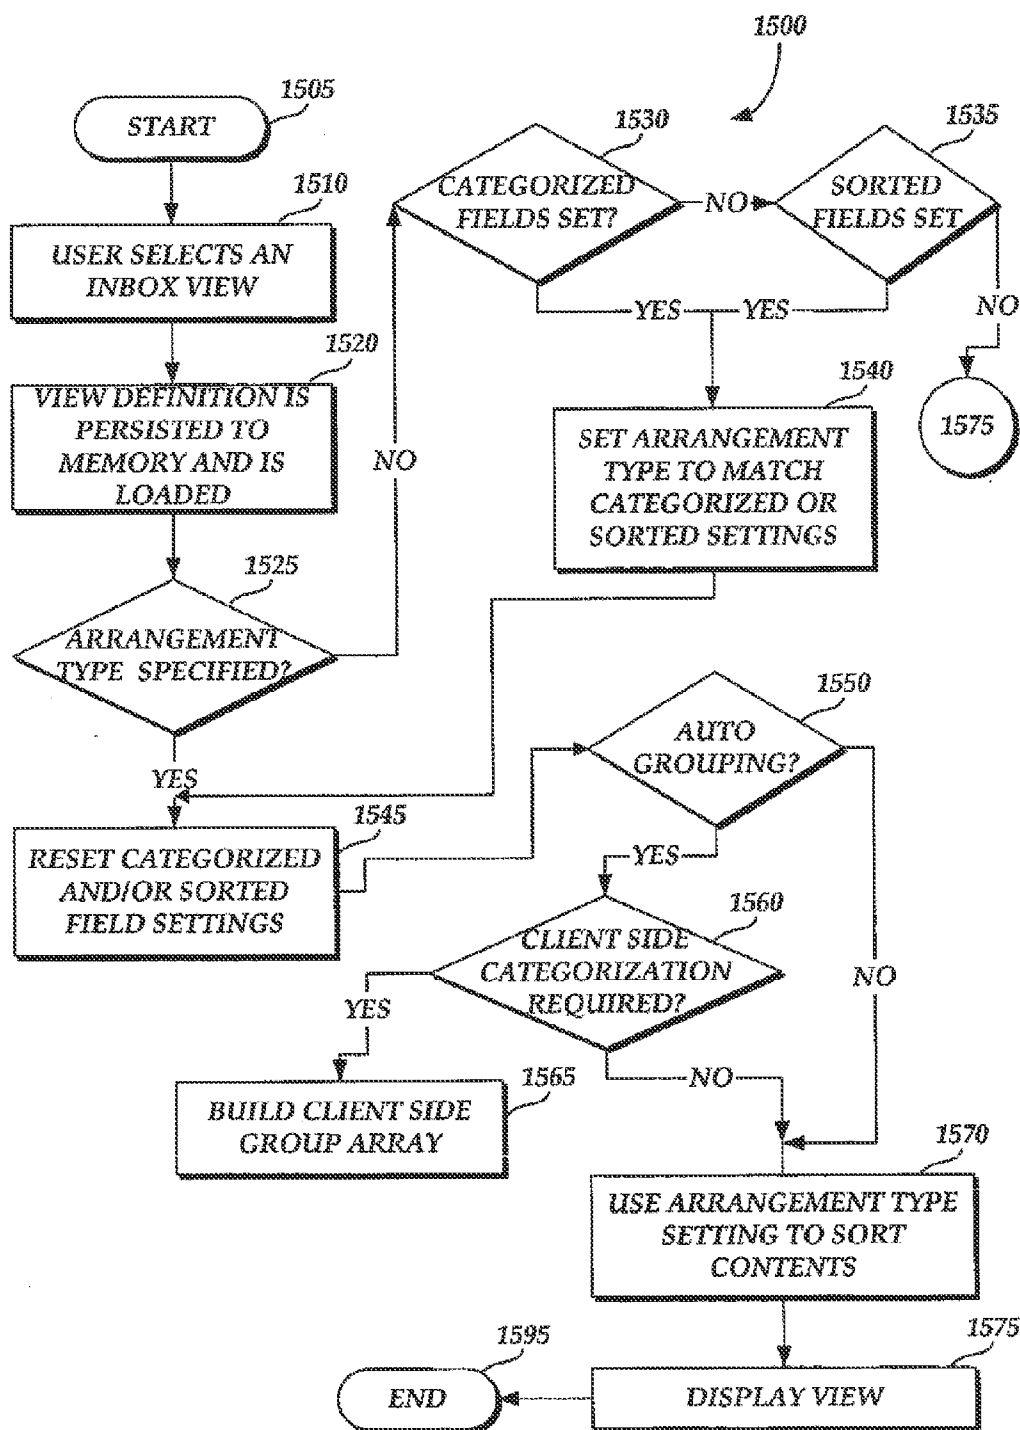 1500
1505
START
1510
USER SELECTS AN
INBOX VIEW
1520
VIEW DEFINITION IS
PERSISTED TO
MEMORY AND IS
LOADED
1525
ARRANGEMENT
TYPE SPECIFIED?
NO
YES
1530
CATEGORIZED
FIELDS SET?
NO
1535
SORTED
FIELDS SET
YES
YES
NO
1575
1540
SET ARRANGEMENT
TYPE TO MATCH
CATEGORIZED OR
SORTED SETTINGS
1545
RESET CATEGORIZED
AND/OR SORTED
FIELD SETTINGS
1550
AUTO
GROUPING?
YES
NO
1560
CLIENT SIDE
CATEGORIZATION
REQUIRED?
YES
NO
1565
BUILD CLIENT SIDE
GROUP ARRAY
1570
USE ARRANGEMENT TYPE
SETTING TO SORT
CONTENTS
1575
DISPLAY VIEW
1595
END